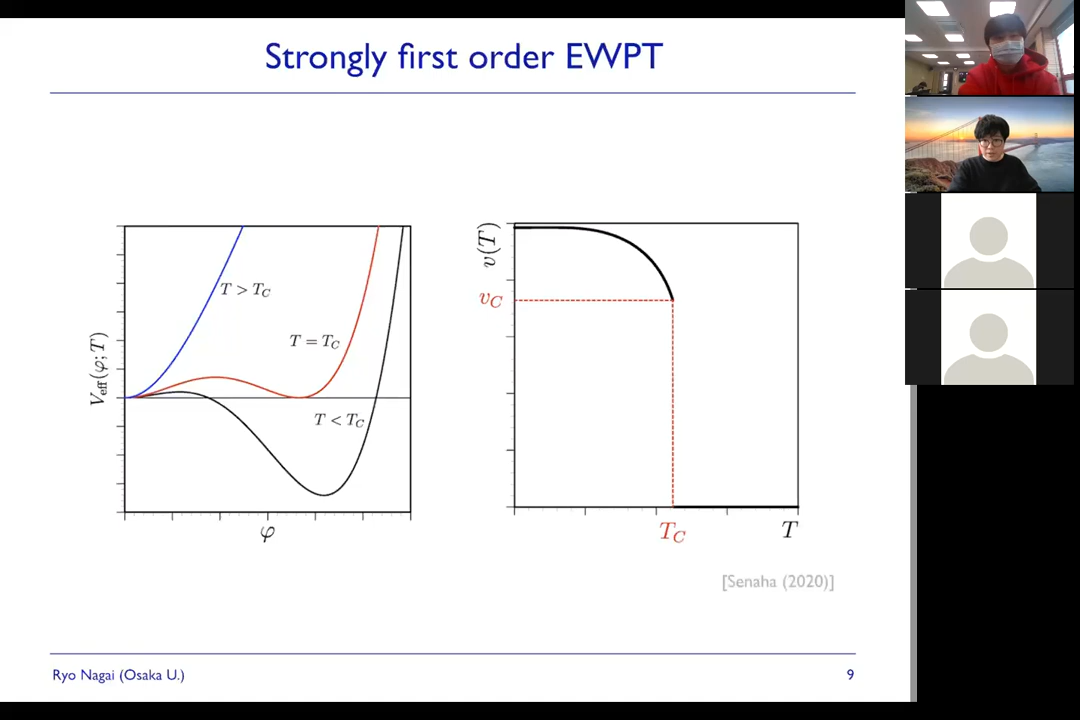 Strongly first order EWPT
V_eff(φ;T)
T > T_C
T = T_C
T < T_C
φ
v(T)
v_C
T_C
T
[Senaha (2020)]
Ryo Nagai (Osaka U.)
9